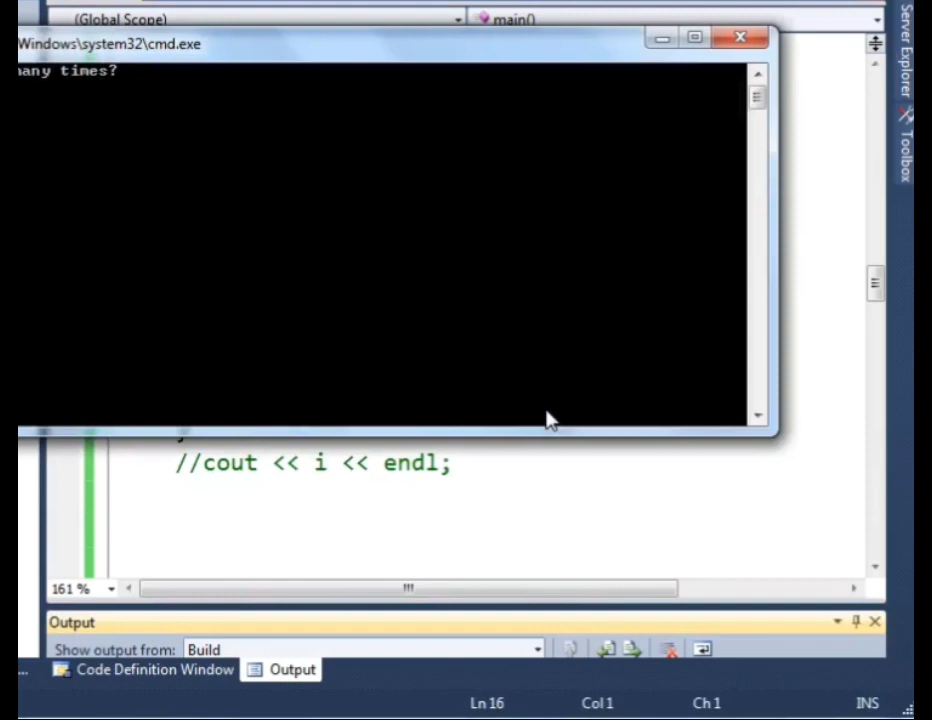 (Global Scope)
main()
Windows\system32\cmd.exe
many times?
Server Explorer
Toolbox
//cout << i << endl;
161 %
Output
Show output from: Build
... Code Definition Window
Output
Ln 16
Col 1
Ch 1
INS